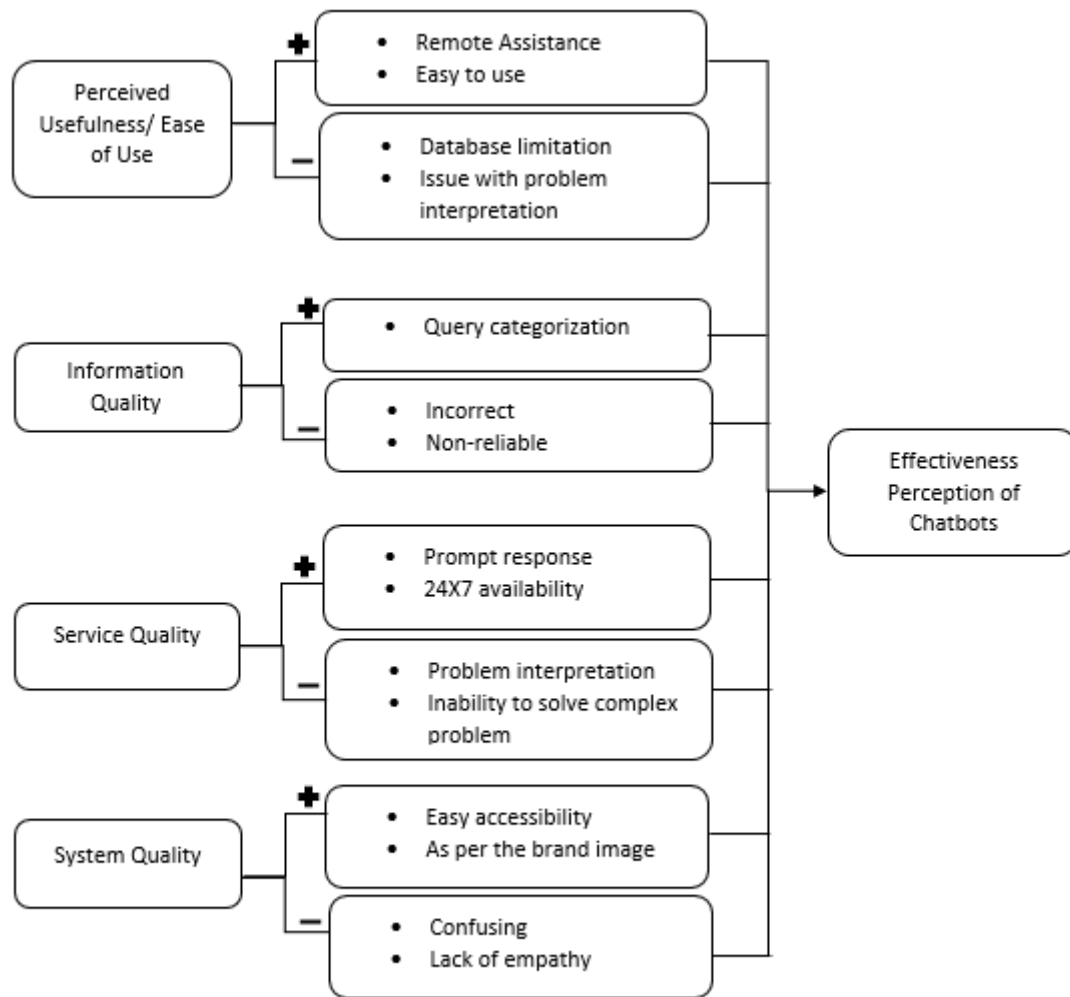 Perceived
Usefulness/ Ease
of Use
+
• Remote Assistance
• Easy to use
−
• Database limitation
• Issue with problem
interpretation
Information
Quality
+
• Query categorization
−
• Incorrect
• Non-reliable
Service Quality
+
• Prompt response
• 24X7 availability
−
• Problem interpretation
• Inability to solve complex
problem
System Quality
+
• Easy accessibility
• As per the brand image
−
• Confusing
• Lack of empathy
Effectiveness
Perception of
Chatbots